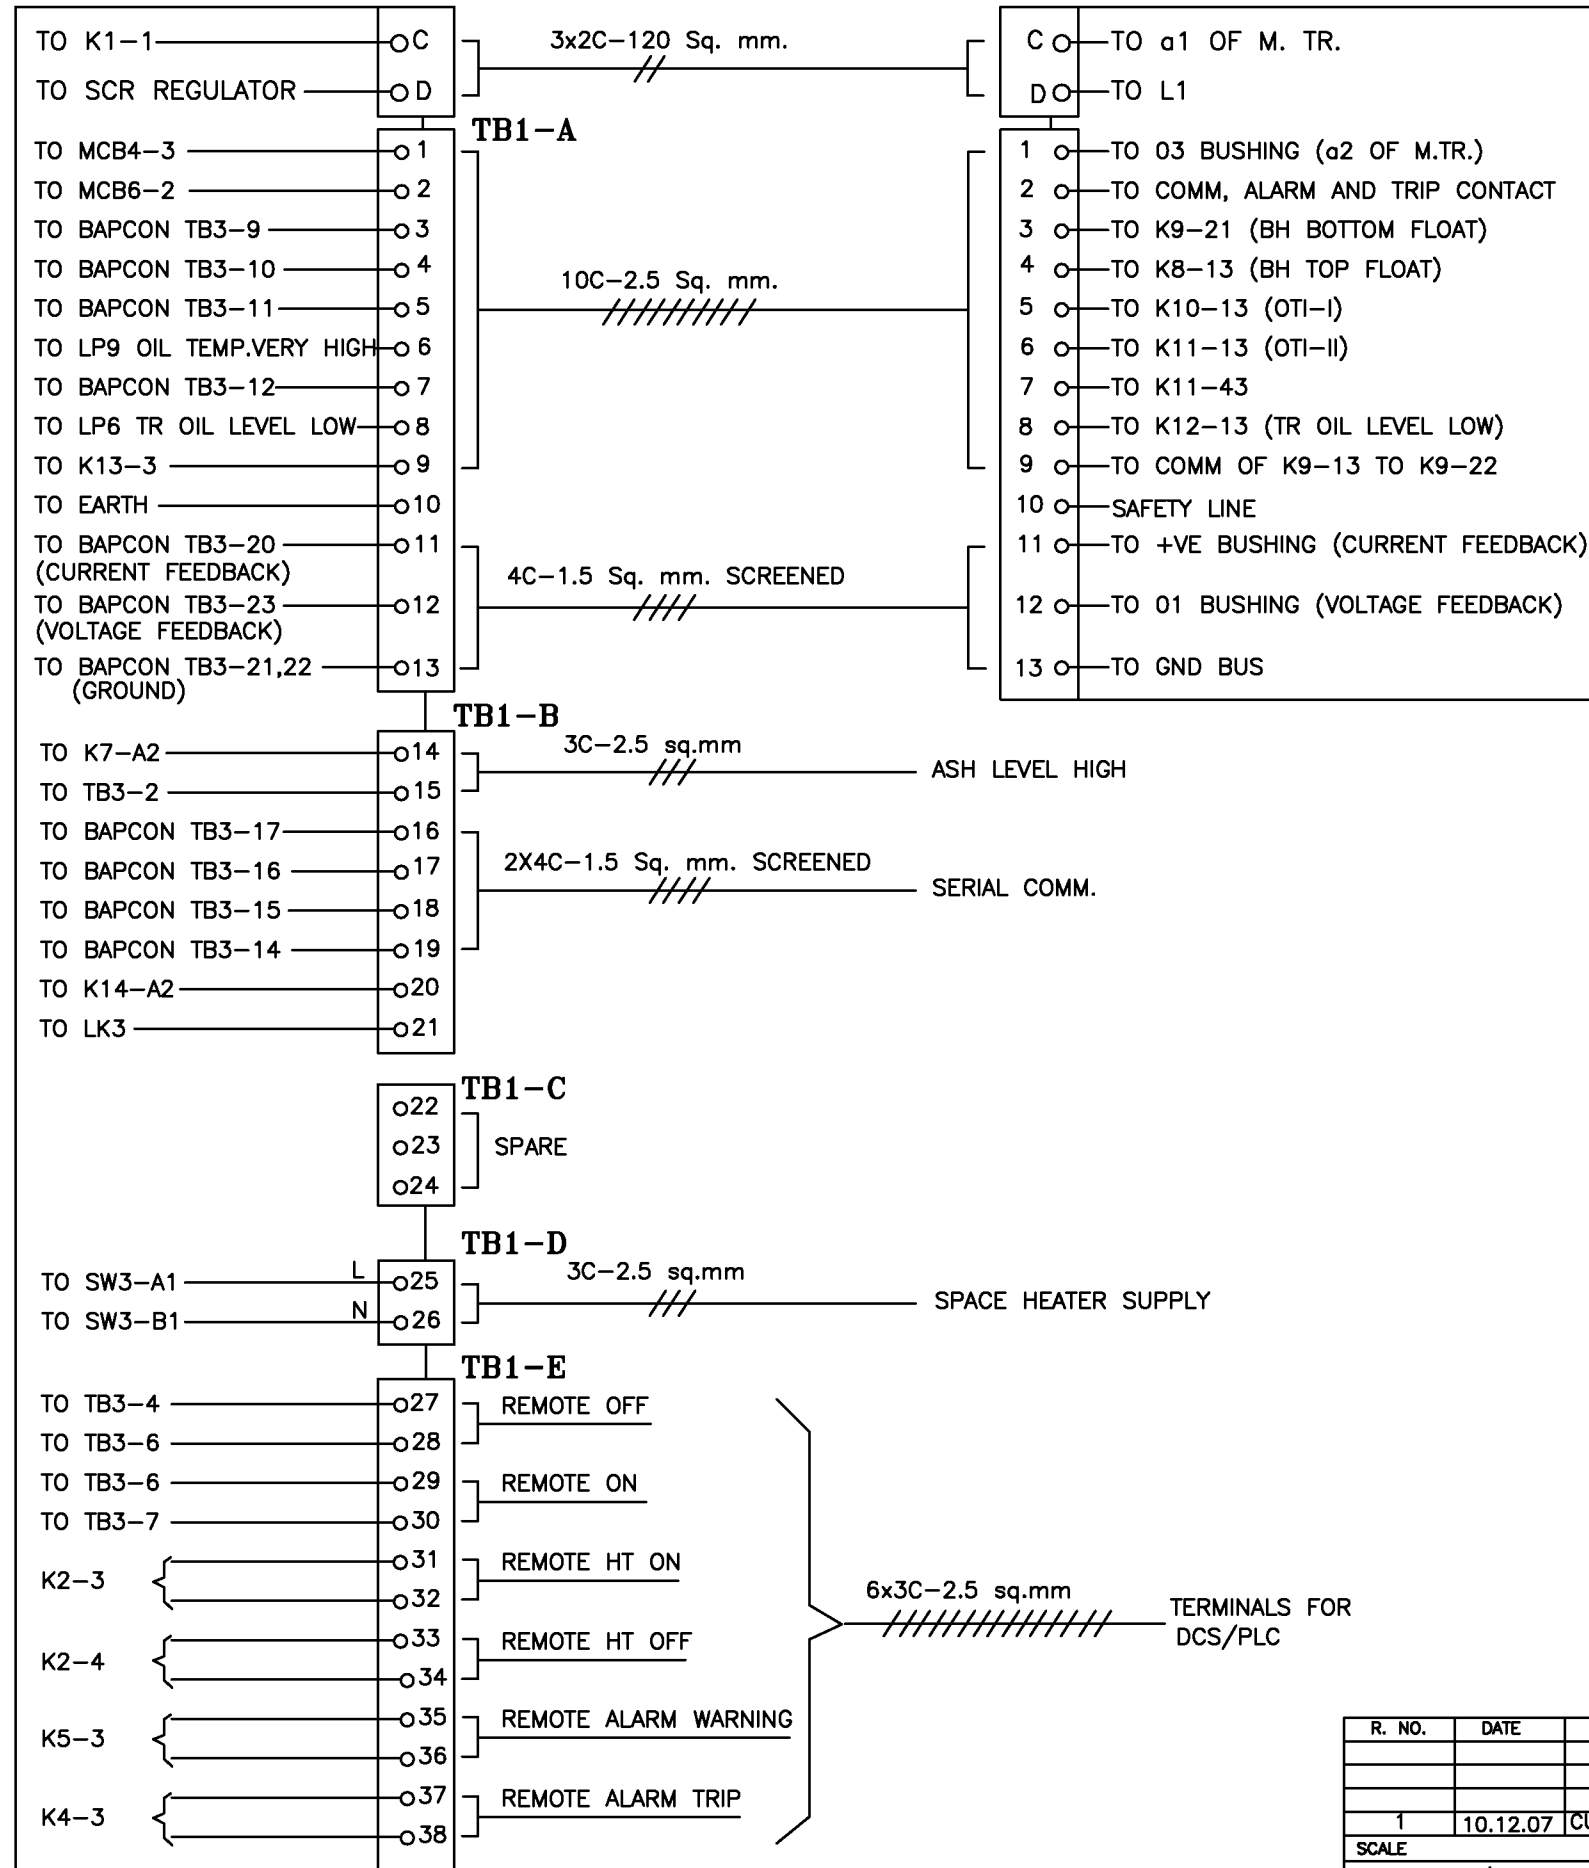 TO K1-1 C 3x2C-120 Sq. mm. C TO a1 OF M. TR.
TO SCR REGULATOR D D TO L1
TB1-A
TO MCB4-3 1 1 TO 03 BUSHING (a2 OF M.TR.)
TO MCB6-2 2 2 TO COMM, ALARM AND TRIP CONTACT
TO BAPCON TB3-9 3 3 TO K9-21 (BH BOTTOM FLOAT)
TO BAPCON TB3-10 4 4 TO K8-13 (BH TOP FLOAT)
10C-2.5 Sq. mm.
TO BAPCON TB3-11 5 5 TO K10-13 (OTI-I)
TO LP9 OIL TEMP.VERY HIGH 6 6 TO K11-13 (OTI-II)
TO BAPCON TB3-12 7 7 TO K11-43
TO LP6 TR OIL LEVEL LOW 8 8 TO K12-13 (TR OIL LEVEL LOW)
TO K13-3 9 9 TO COMM OF K9-13 TO K9-22
TO EARTH 10 10 SAFETY LINE
TO BAPCON TB3-20 11 11 TO +VE BUSHING (CURRENT FEEDBACK)
(CURRENT FEEDBACK) 4C-1.5 Sq. mm. SCREENED
TO BAPCON TB3-23 12 12 TO 01 BUSHING (VOLTAGE FEEDBACK)
(VOLTAGE FEEDBACK)
TO BAPCON TB3-21,22 13 13 TO GND BUS
(GROUND)
TB1-B
TO K7-A2 14 3C-2.5 sq.mm
ASH LEVEL HIGH
TO TB3-2 15
TO BAPCON TB3-17 16
TO BAPCON TB3-16 17 2X4C-1.5 Sq. mm. SCREENED
SERIAL COMM.
TO BAPCON TB3-15 18
TO BAPCON TB3-14 19
TO K14-A2 20
TO LK3 21
TB1-C
22
23 SPARE
24
TB1-D
TO SW3-A1 L 25 3C-2.5 sq.mm
SPACE HEATER SUPPLY
TO SW3-B1 N 26
TB1-E
TO TB3-4 27 REMOTE OFF
TO TB3-6 28
TO TB3-6 29 REMOTE ON
TO TB3-7 30
31 REMOTE HT ON
K2-3
32
6x3C-2.5 sq.mm
TERMINALS FOR
DCS/PLC
33 REMOTE HT OFF
K2-4
34
35 REMOTE ALARM WARNING
K5-3
36
37 REMOTE ALARM TRIP
K4-3
38
R. NO. DATE
1 10.12.07
SCALE